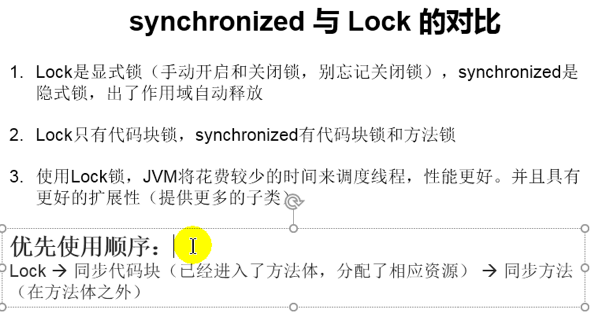 synchronized 与 Lock 的对比
1. Lock是显式锁（手动开启和关闭锁，别忘记关闭锁），synchronized是
隐式锁，出了作用域自动释放
2. Lock只有代码块锁，synchronized有代码块锁和方法锁
3. 使用Lock锁，JVM将花费较少的时间来调度线程，性能更好。并且具有
更好的扩展性（提供更多的子类）
优先使用顺序：
Lock → 同步代码块（已经进入了方法体，分配了相应资源） → 同步方法
（在方法体之外）